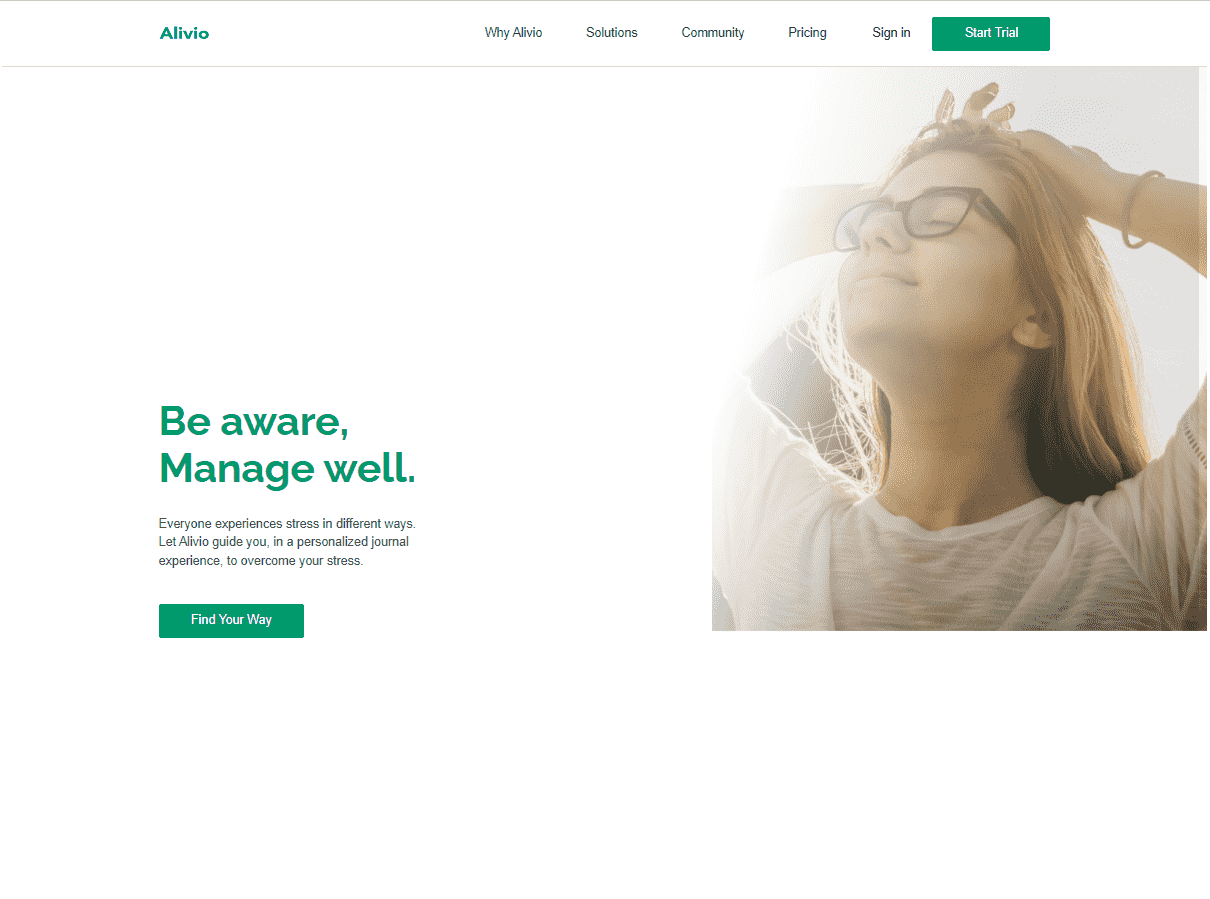 Alivio
Why Alivio
Solutions
Community
Pricing
Sign in
Start Trial
Be aware,
Manage well.
Everyone experiences stress in different ways.
Let Alivio guide you, in a personalized journal
experience, to overcome your stress.
Find Your Way